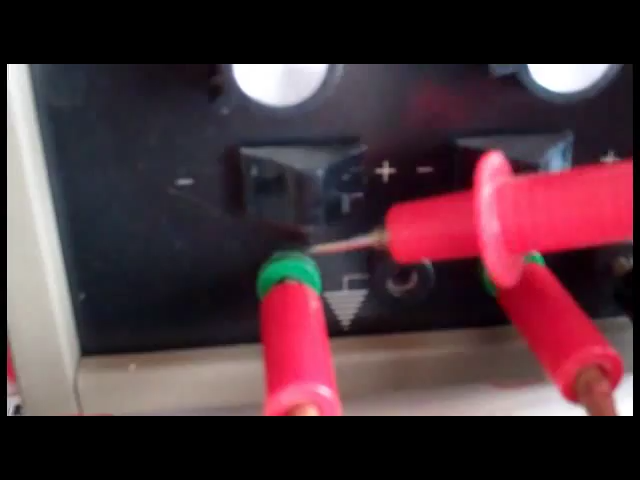 - + - +